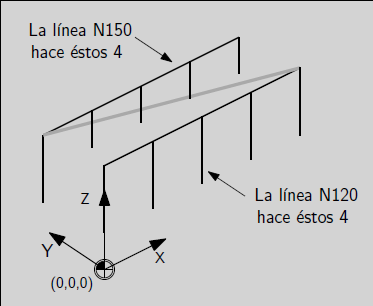 La línea N150
hace éstos 4
Z
Y
X
(0,0,0)
La línea N120
hace éstos 4